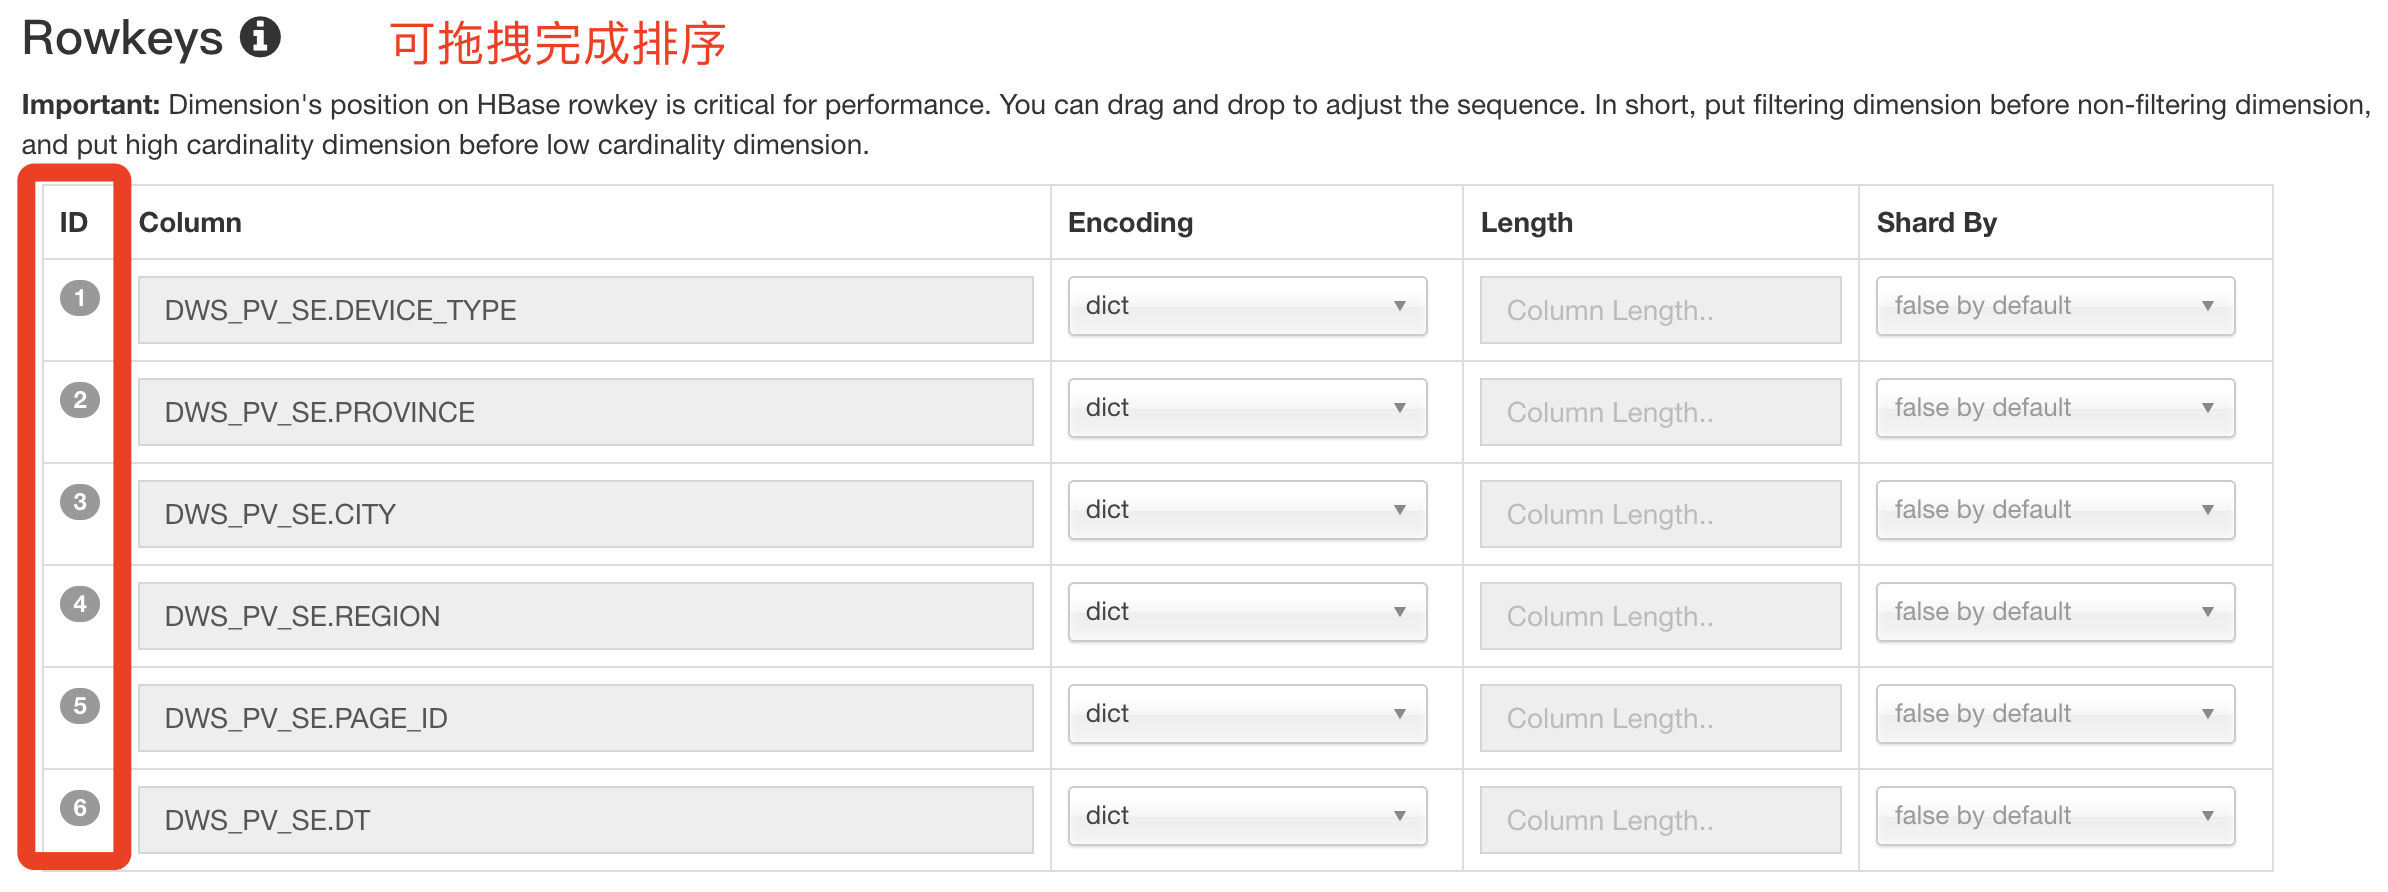 Rowkeys
可拖拽完成排序
Important: Dimension's position on HBase rowkey is critical for performance. You can drag and drop to adjust the sequence. In short, put filtering dimension before non-filtering dimension,
and put high cardinality dimension before low cardinality dimension.
ID Column Encoding Length Shard By
1 DWS_PV_SE.DEVICE_TYPE dict Column Length.. false by default
2 DWS_PV_SE.PROVINCE dict Column Length.. false by default
3 DWS_PV_SE.CITY dict Column Length.. false by default
4 DWS_PV_SE.REGION dict Column Length.. false by default
5 DWS_PV_SE.PAGE_ID dict Column Length.. false by default
6 DWS_PV_SE.DT dict Column Length.. false by default